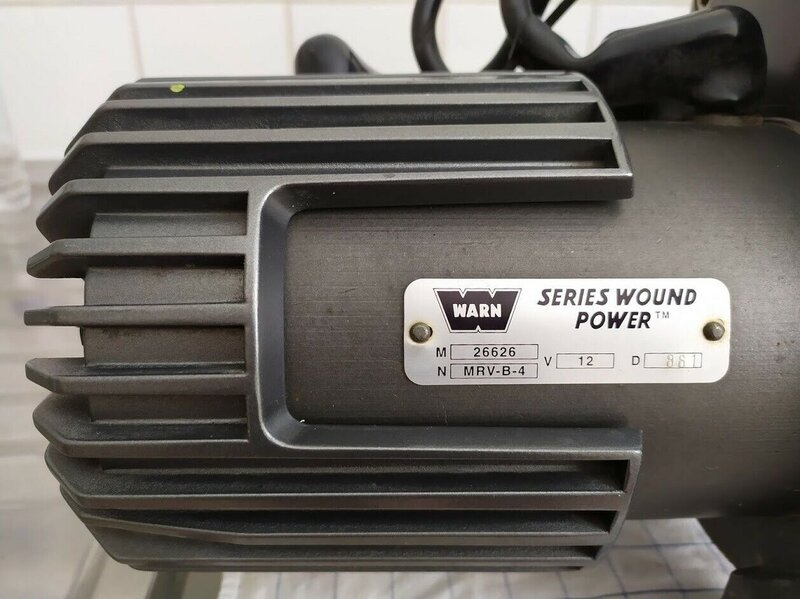 WARN
SERIES WOUND
POWER™
M 26626
N MRV-B-4
V 12
D 861